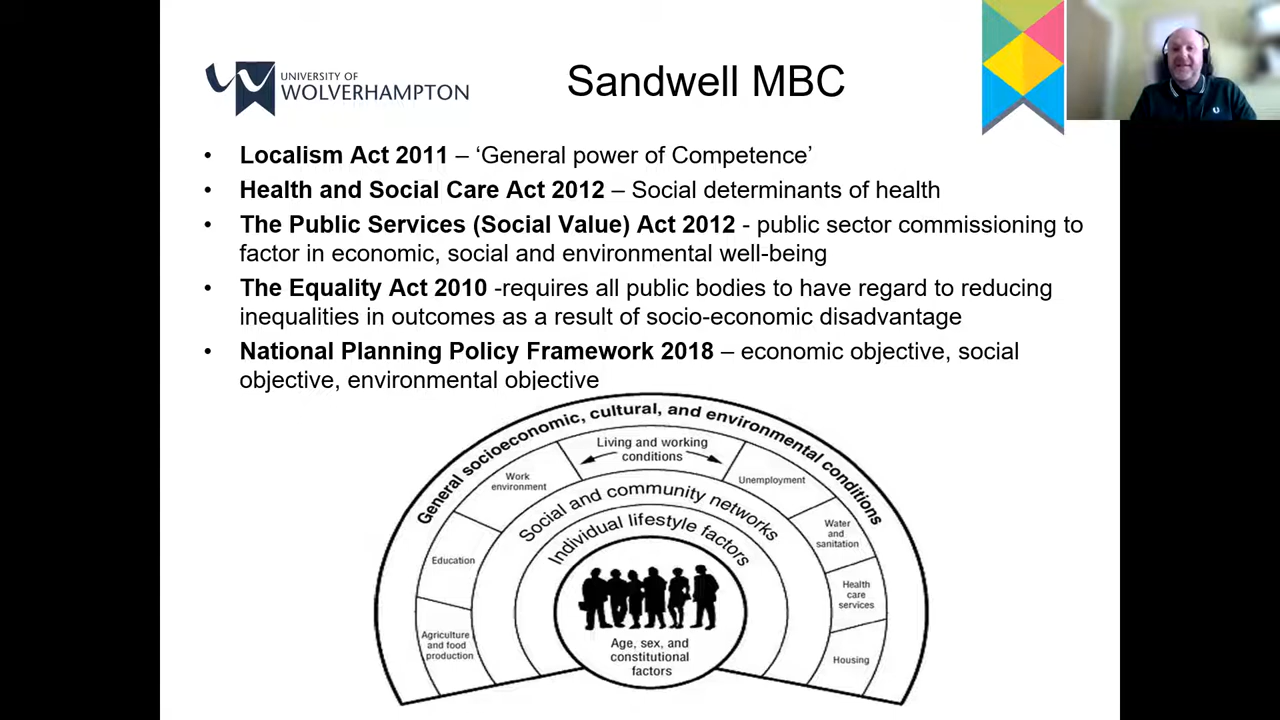 UNIVERSITY OF
WOLVERHAMPTON
Sandwell MBC
• Localism Act 2011 – ‘General power of Competence’
• Health and Social Care Act 2012 – Social determinants of health
• The Public Services (Social Value) Act 2012 - public sector commissioning to
factor in economic, social and environmental well-being
• The Equality Act 2010 -requires all public bodies to have regard to reducing
inequalities in outcomes as a result of socio-economic disadvantage
• National Planning Policy Framework 2018 – economic objective, social
objective, environmental objective
General socioeconomic, cultural, and environmental conditions
Living and working
conditions
Work
environment
Unemployment
Social and community networks
Individual lifestyle factors
Education
Water
and
sanitation
Health
care
services
Agriculture
and food
production
Housing
Age, sex, and
constitutional
factors